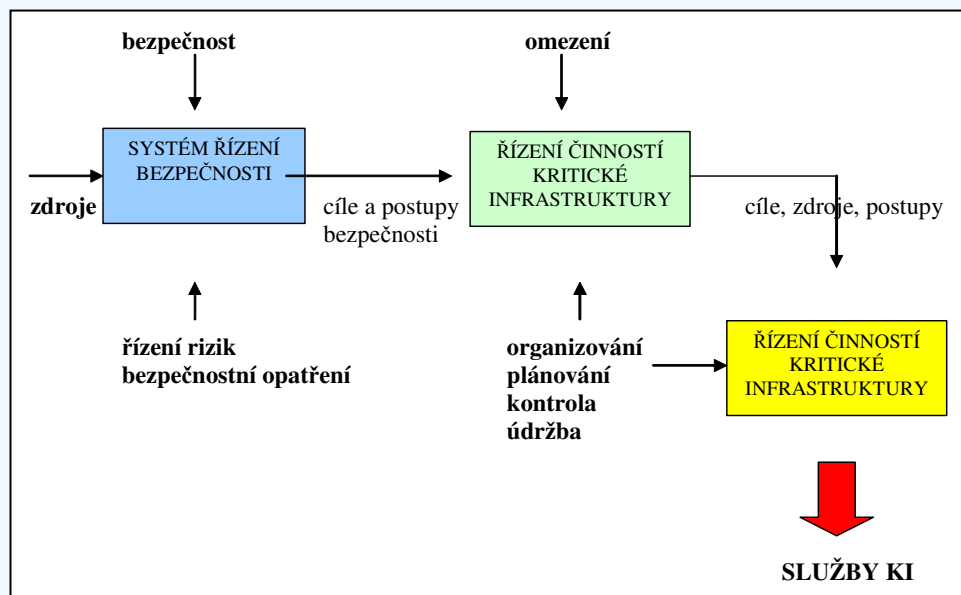 bezpečnost
omezení
SYSTÉM ŘÍZENÍ
BEZPEČNOSTI
ŘÍZENÍ ČINNOSTÍ
KRITICKÉ
INFRASTRUKTURY
zdroje
cíle a postupy
bezpečnosti
cíle, zdroje, postupy
řízení rizik
bezpečnostní opatření
organizování
plánování
kontrola
údržba
ŘÍZENÍ ČINNOSTÍ
KRITICKÉ
INFRASTRUKTURY
SLUŽBY KI